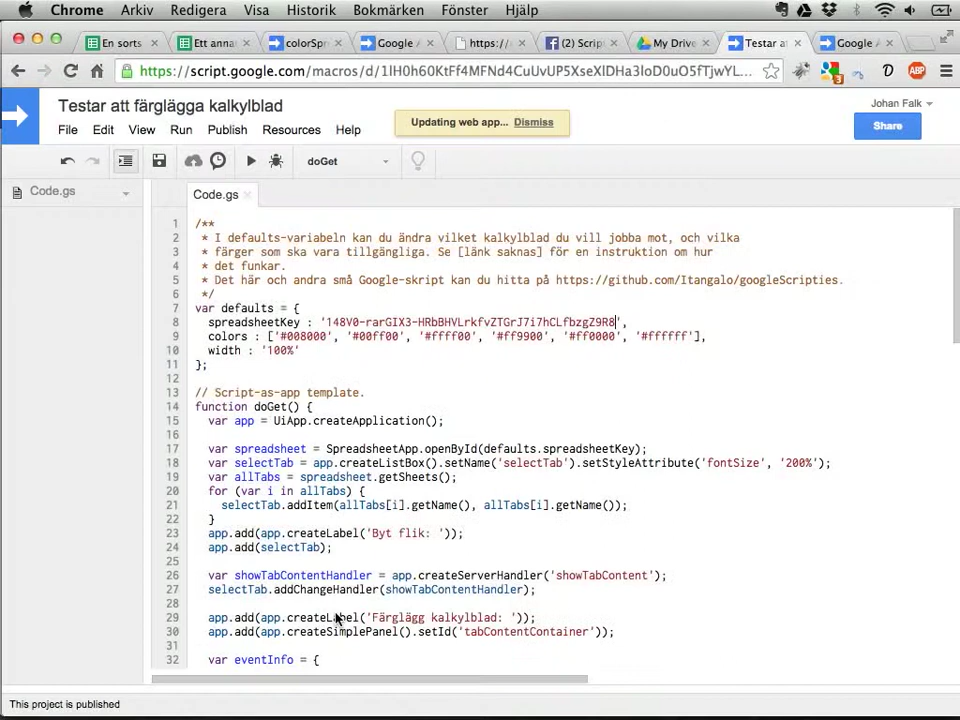 Chrome Arkiv Redigera Visa Historik Bokmärken Fönster Hjälp
En sorts Ett anna colorSpr Google https:/ (2) Scrip My Drive Testar at Google
https://script.google.com/macros/d/1lH0h60KtFf4MFNd4CuUvUP5XseXlDHa3loD0uO5fTjwYL...
3 ABP
Testar att färglägga kalkylblad
Johan Falk
Updating web app... Dismiss
File Edit View Run Publish Resources Help
Share
doGet
Code.gs
Code.gs
1 /**
2 * I defaults-variabeln kan du ändra vilket kalkylblad du vill jobba mot, och vilka
3 * färger som ska vara tillgängliga. Se [länk saknas] för en instruktion om hur
4 * det funkar.
5 * Det här och andra små Google-skript kan du hitta på https://github.com/Itangalo/googleScripties.
6 */
7 var defaults = {
8 spreadsheetKey : '148V0-rarGIX3-HRbBHVLrkfvZTGrJ7i7hCLfbzgZ9R8',
9 colors : ['#008000', '#00ff00', '#ffff00', '#ff9900', '#ff0000', '#ffffff'],
10 width : '100%'
11 };
12
13 // Script-as-app template.
14 function doGet() {
15 var app = UiApp.createApplication();
16
17 var spreadsheet = SpreadsheetApp.openById(defaults.spreadsheetKey);
18 var selectTab = app.createListBox().setName('selectTab').setStyleAttribute('fontSize', '200%');
19 var allTabs = spreadsheet.getSheets();
20 for (var i in allTabs) {
21 selectTab.addItem(allTabs[i].getName(), allTabs[i].getName());
22 }
23 app.add(app.createLabel('Byt flik: '));
24 app.add(selectTab);
25
26 var showTabContentHandler = app.createServerHandler('showTabContent');
27 selectTab.addChangeHandler(showTabContentHandler);
28
29 app.add(app.createLabel('Färglägg kalkylblad: '));
30 app.add(app.createSimplePanel().setId('tabContentContainer'));
31
32 var eventInfo = {
This project is published